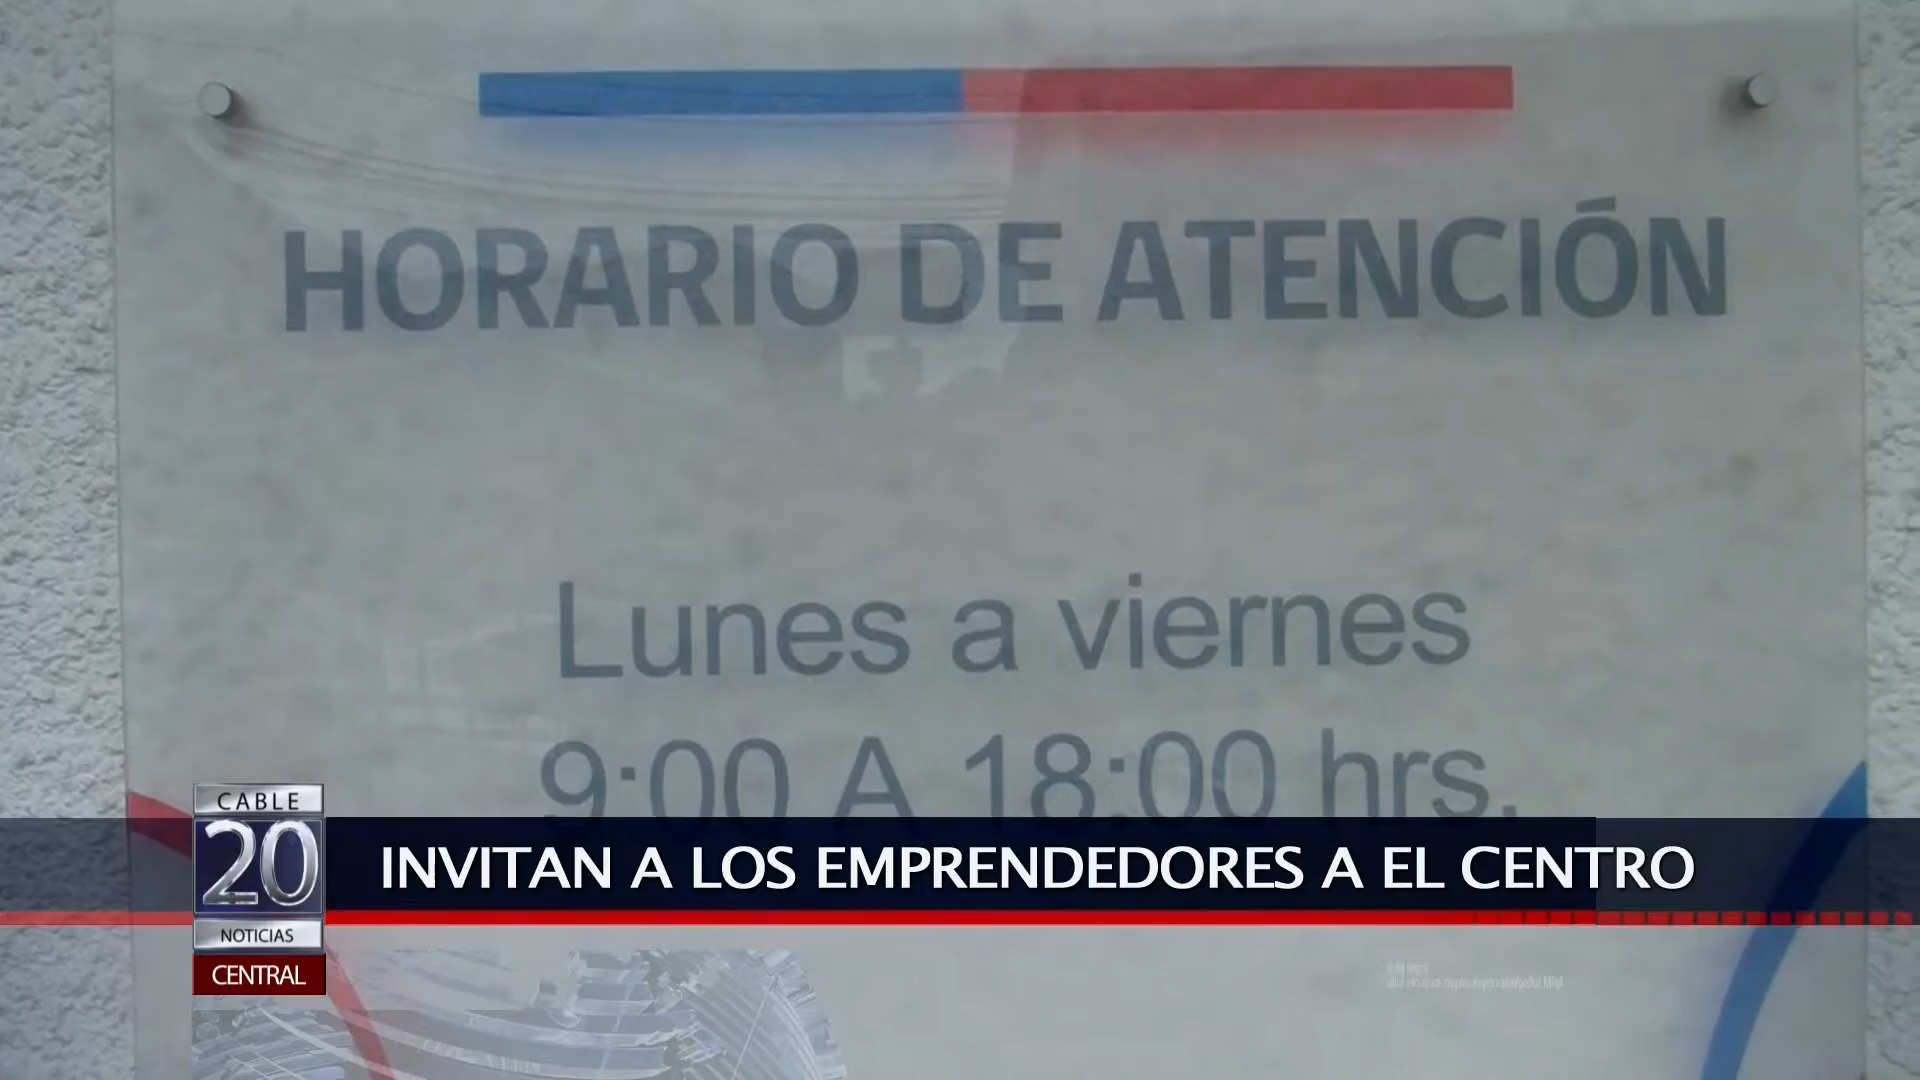 HORARIO DE ATENCIÓN
Lunes a viernes
9:00 A 18:00 hrs.
CABLE
20
NOTICIAS
CENTRAL
INVITAN A LOS EMPRENDEDORES A EL CENTRO